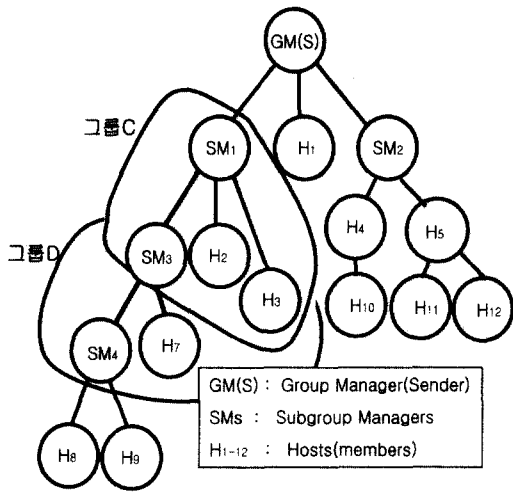 GM(S)
그룹C
SM1
H1
SM2
그룹D
SM3
H2
H3
H4
H5
SM4
H7
H10
H11
H12
H8
H9
GM(S) : Group Manager(Sender)
SMs : Subgroup Managers
H1-12 : Hosts(members)